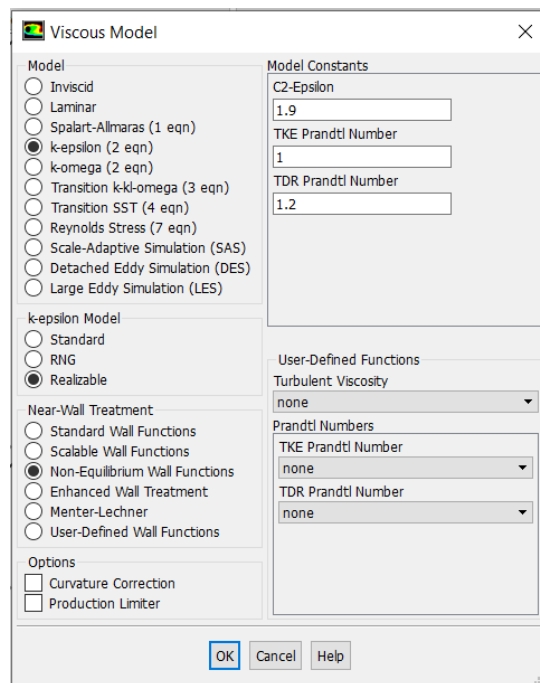 Viscous Model
Model
Inviscid
Laminar
Spalart-Allmaras (1 eqn)
k-epsilon (2 eqn)
k-omega (2 eqn)
Transition k-kl-omega (3 eqn)
Transition SST (4 eqn)
Reynolds Stress (7 eqn)
Scale-Adaptive Simulation (SAS)
Detached Eddy Simulation (DES)
Large Eddy Simulation (LES)
k-epsilon Model
Standard
RNG
Realizable
Near-Wall Treatment
Standard Wall Functions
Scalable Wall Functions
Non-Equilibrium Wall Functions
Enhanced Wall Treatment
Menter-Lechner
User-Defined Wall Functions
Options
Curvature Correction
Production Limiter
Model Constants
C2-Epsilon
1.9
TKE Prandtl Number
1
TDR Prandtl Number
1.2
User-Defined Functions
Turbulent Viscosity
none
Prandtl Numbers
TKE Prandtl Number
none
TDR Prandtl Number
none
OK
Cancel
Help